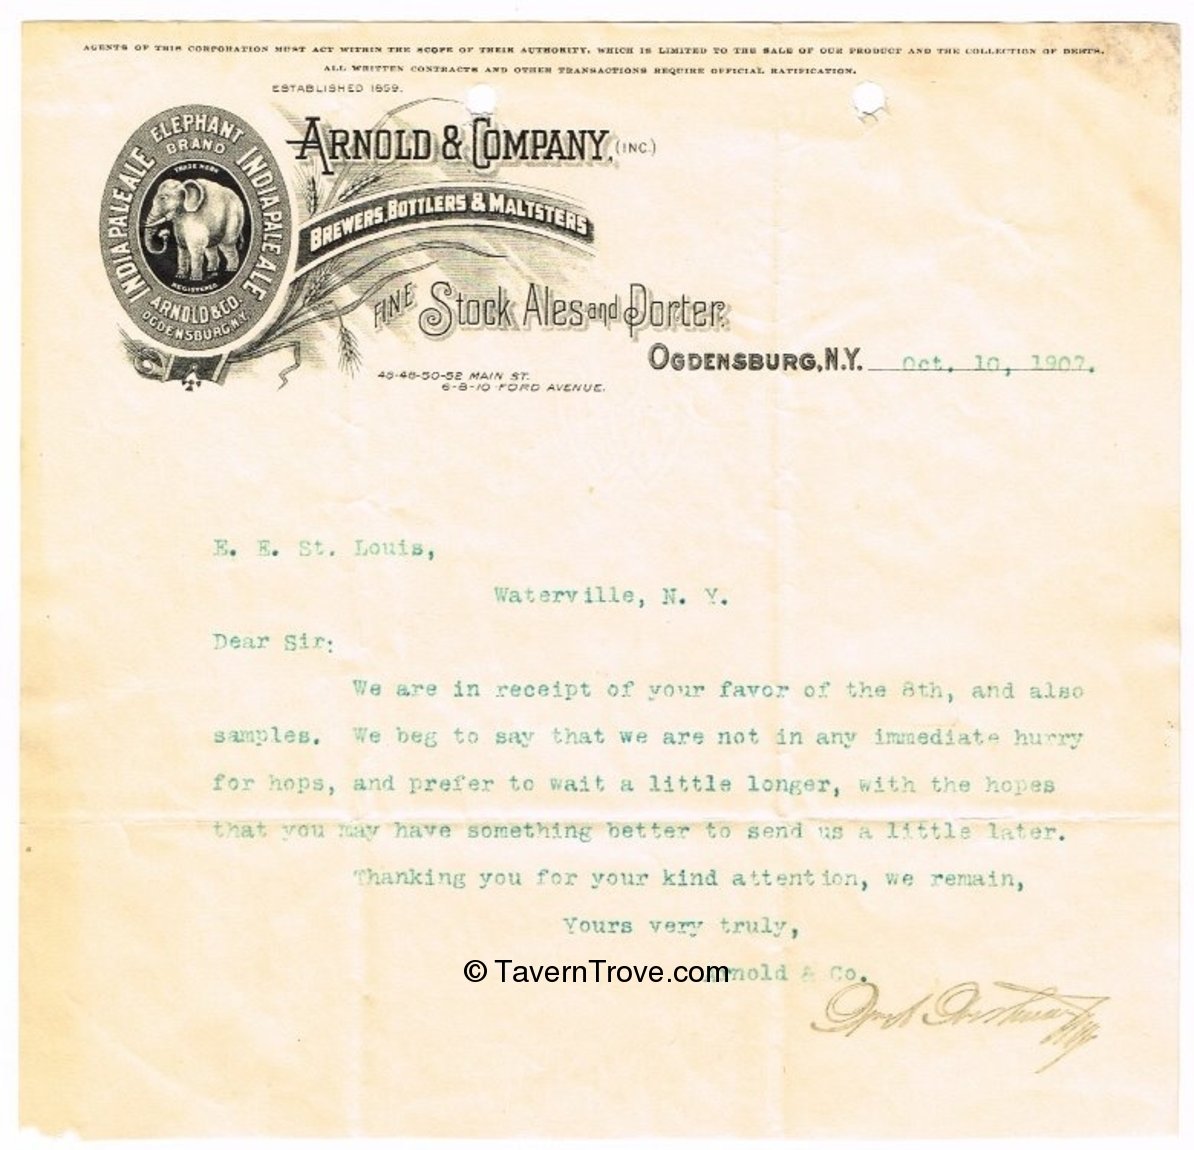 AGENTS OF THIS CORPORATION MUST ACT WITHIN THE SCOPE OF THEIR AUTHORITY, WHICH IS LIMITED TO THE SALE OF OUR PRODUCT AND THE COLLECTION OF DEBTS.
ALL WRITTEN CONTRACTS AND OTHER TRANSACTIONS REQUIRE OFFICIAL RATIFICATION.
ESTABLISHED 1859.
ARNOLD & COMPANY, (INC.)
BREWERS, BOTTLERS & MALTSTERS
ELEPHANT
BRAND
INDIA PALE ALE
INDIA PALE ALE
TRADE MARK
REGISTERED
ARNOLD & CO.
OGDENSBURG N.Y.
FINE Stock Ales and Porter.
OGDENSBURG, N.Y. Oct. 10, 1907.
46-48-50-52 MAIN ST.
6-8-10 FORD AVENUE.
E. E. St. Louis,
Waterville, N. Y.
Dear Sir:
We are in receipt of your favor of the 8th, and also
samples. We beg to say that we are not in any immediate hurry
for hops, and prefer to wait a little longer, with the hopes
that you may have something better to send us a little later.
Thanking you for your kind attention, we remain,
Yours very truly,
© TavernTrove.com
Arnold & Co.